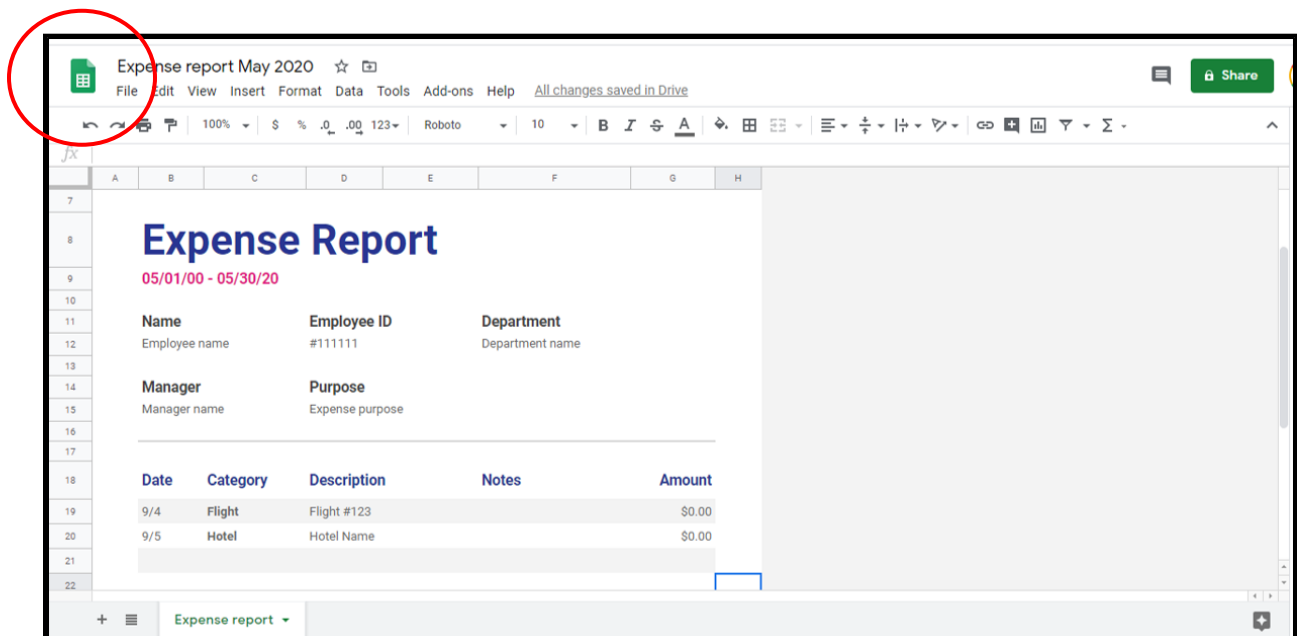 Expense report May 2020
File Edit View Insert Format Data Tools Add-ons Help All changes saved in Drive
Share
100% $ % .0 .00 123 Roboto 10 B I S A Σ
fx
A B C D E F G H
7
8 Expense Report
9 05/01/00 - 05/30/20
10
11 Name Employee ID Department
12 Employee name #111111 Department name
13
14 Manager Purpose
15 Manager name Expense purpose
16
17
18 Date Category Description Notes Amount
19 9/4 Flight Flight #123 $0.00
20 9/5 Hotel Hotel Name $0.00
21
22
+ Expense report